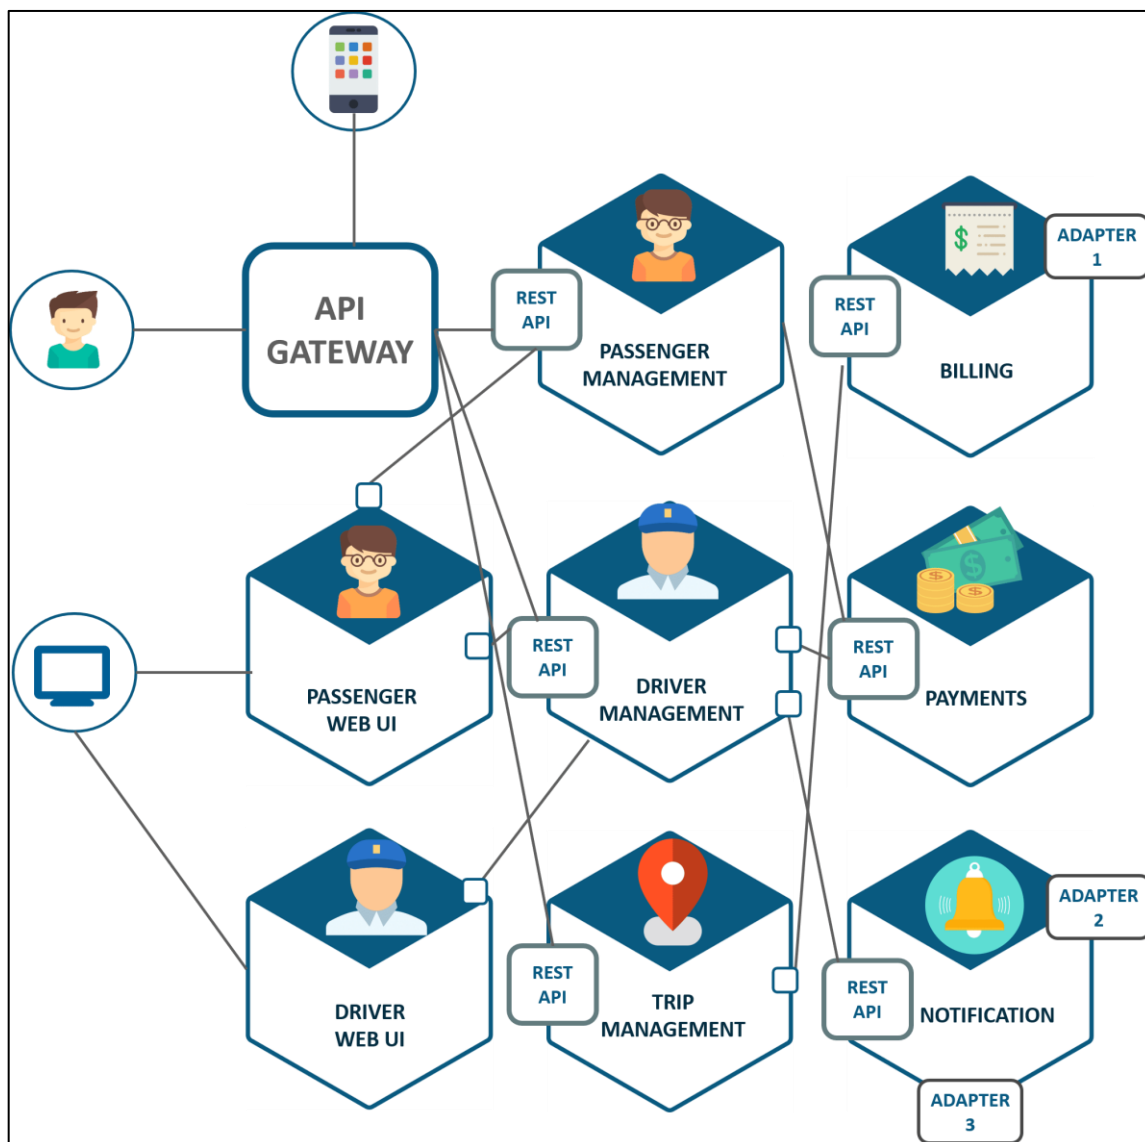 API
GATEWAY
REST
API
PASSENGER
MANAGEMENT
REST
API
BILLING
ADAPTER
1
PASSENGER
WEB UI
REST
API
DRIVER
MANAGEMENT
REST
API
PAYMENTS
DRIVER
WEB UI
REST
API
TRIP
MANAGEMENT
REST
API
NOTIFICATION
ADAPTER
2
ADAPTER
3